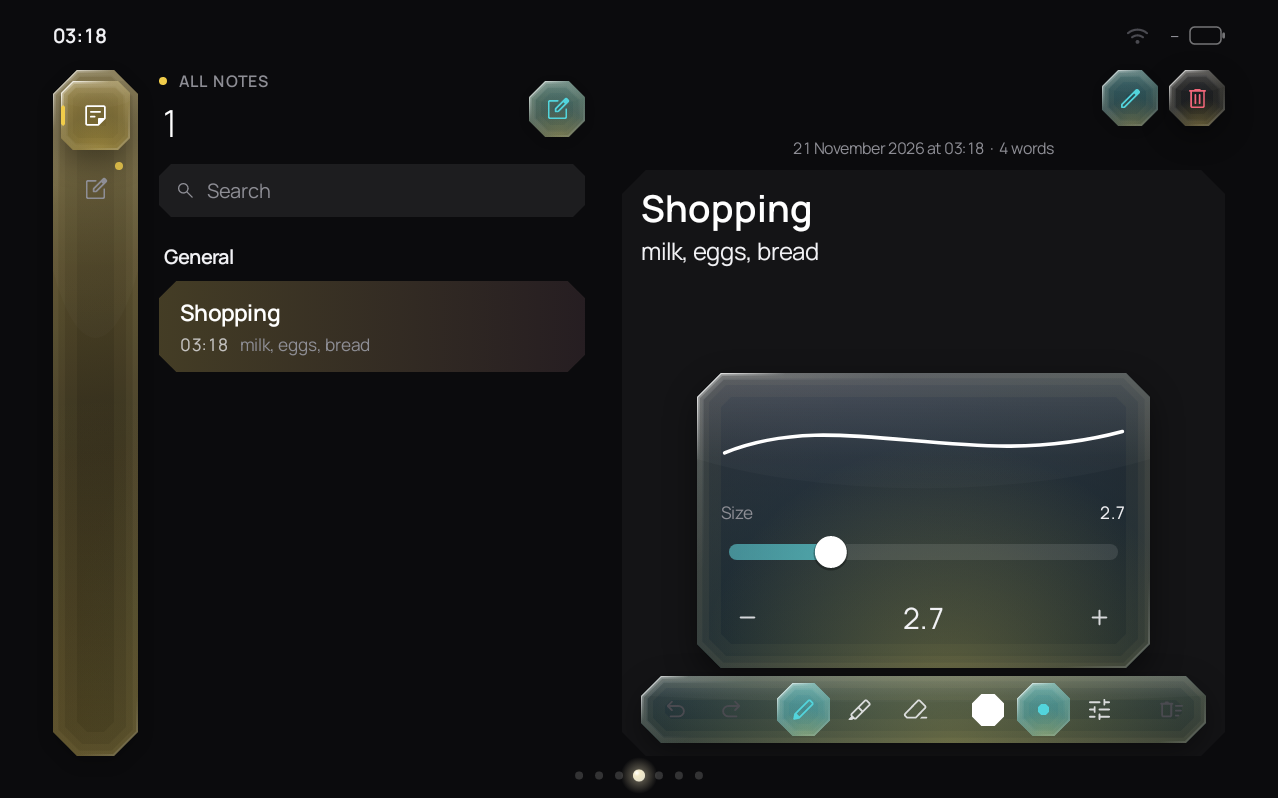 03:18
–
ALL NOTES
1
Search
General
Shopping
03:18 milk, eggs, bread
21 November 2026 at 03:18 · 4 words
Shopping
milk, eggs, bread
Size 2.7
− 2.7 +